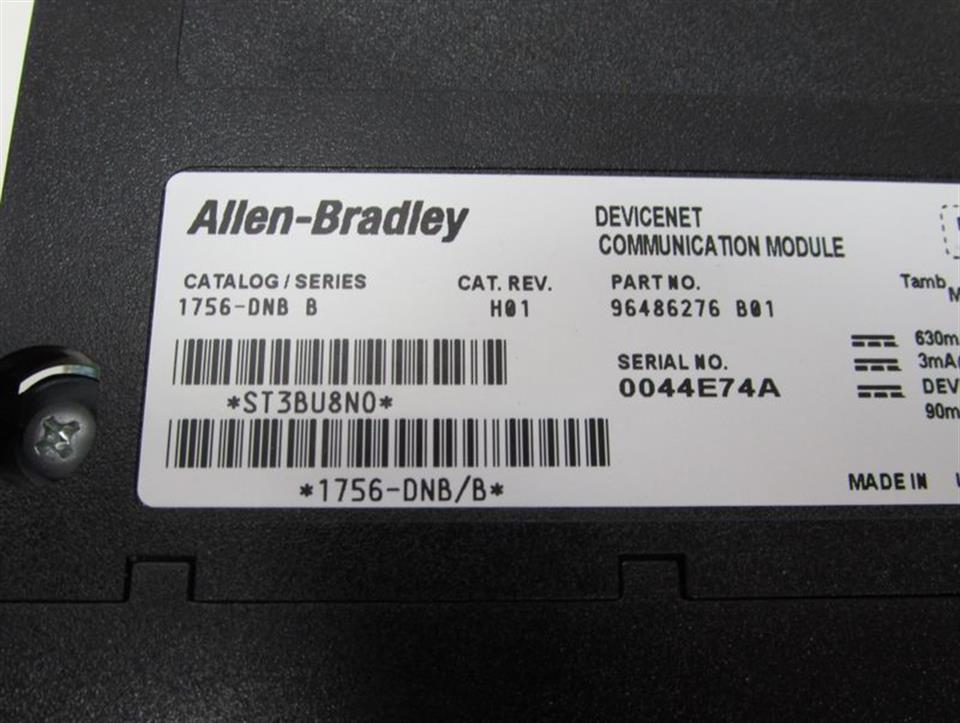 Allen-Bradley
DEVICENET
COMMUNICATION MODULE
CATALOG / SERIES
1756-DNB B
CAT. REV.
H01
PART NO.
96486276 B01
Tamb
M
SERIAL NO.
0044E74A
630m
3mA
DEV
90m
*ST3BU8N0*
*1756-DNB/B*
MADE IN